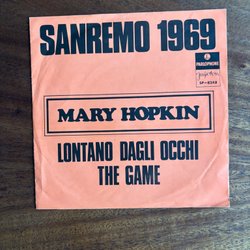 SANREMO 1969
PARLOPHONE
MARY HOPKIN
LONTANO DAGLI OCCHI
THE GAME